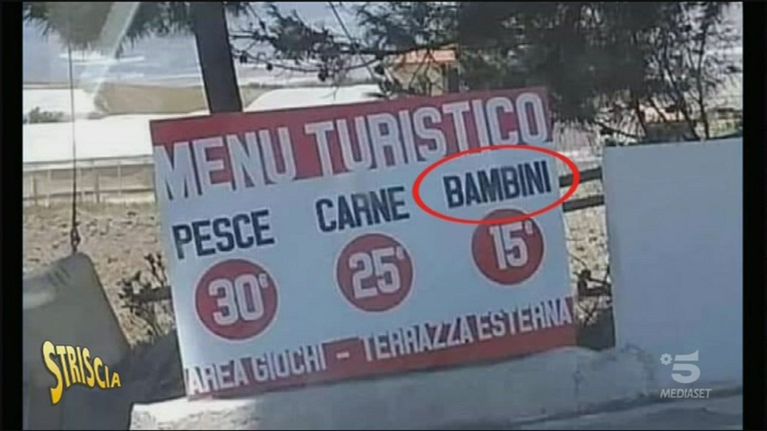 MENU TURISTICO
PESCE CARNE BAMBINI
30€ 25€ 15€
AREA GIOCHI - TERRAZZA ESTERNA
STRISCIA
5
MEDIASET